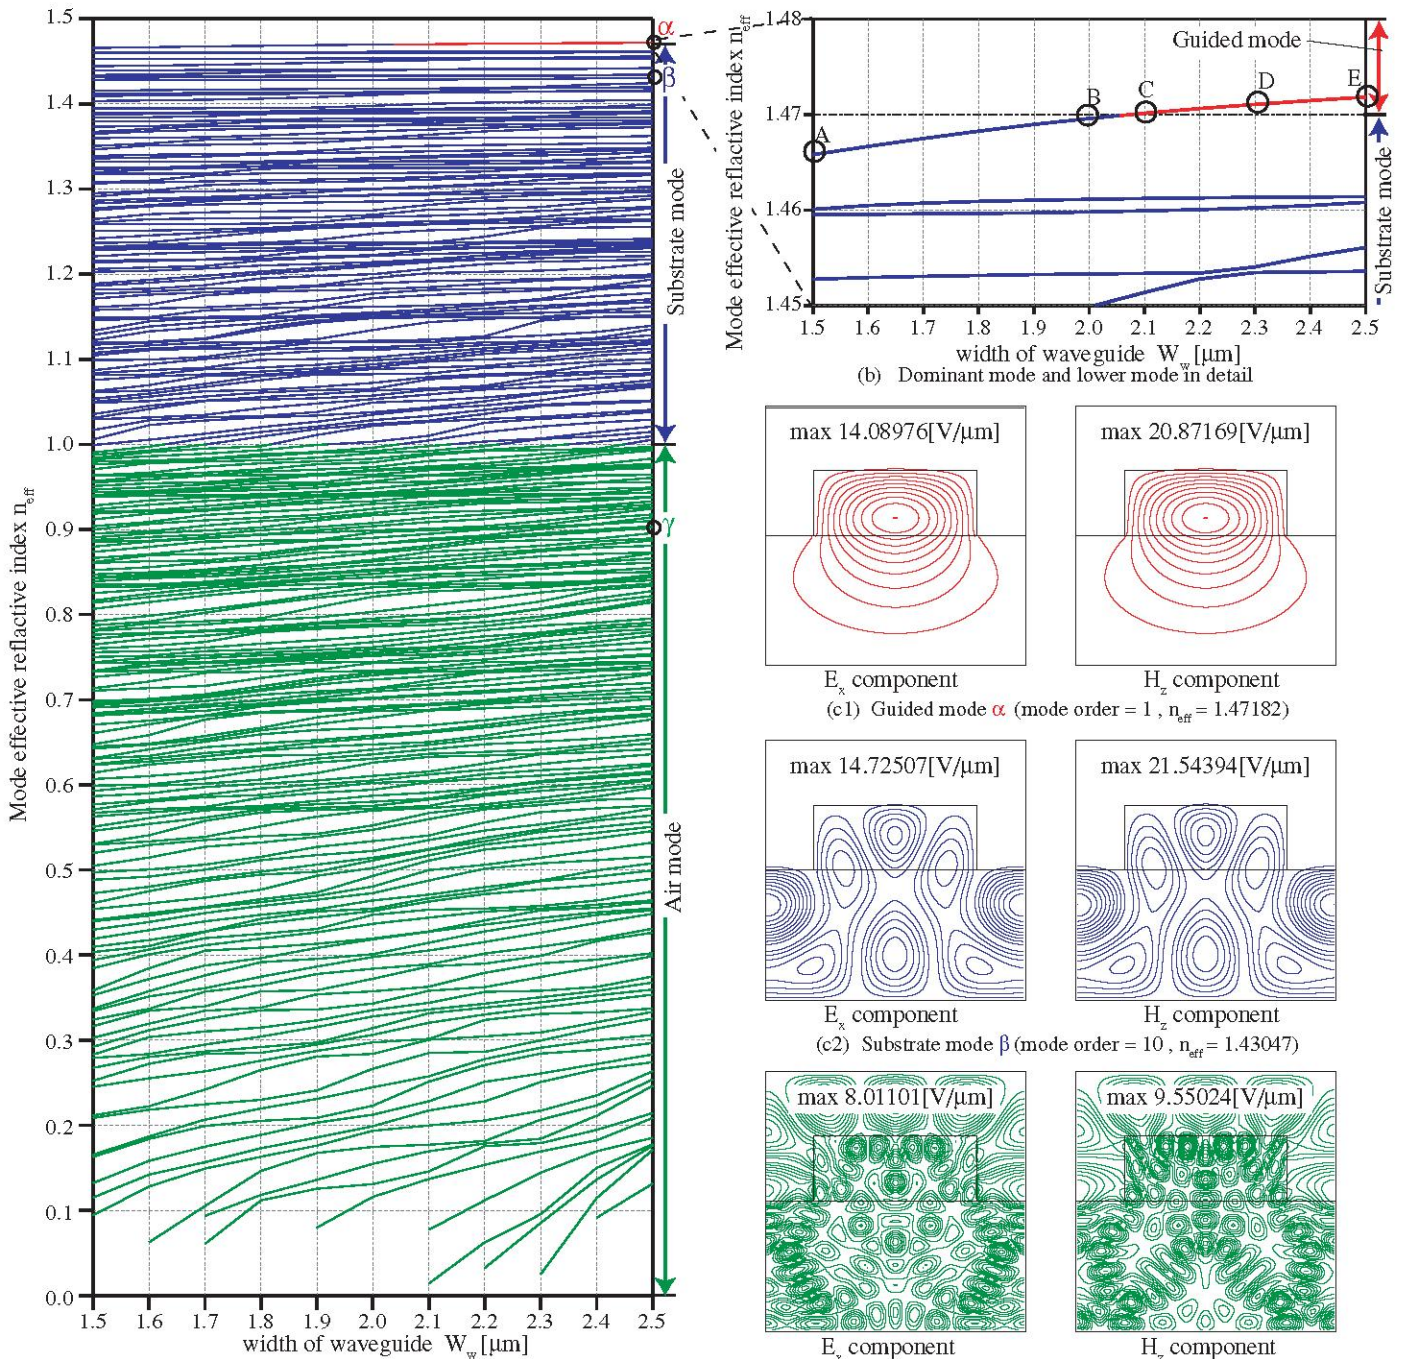 1.5
1.4
1.3
1.2
1.1
1.0
0.9
0.8
0.7
0.6
0.5
0.4
0.3
0.2
0.1
0.0
Mode effective reflactive index n_eff
1.5 1.6 1.7 1.8 1.9 2.0 2.1 2.2 2.3 2.4 2.5
width of waveguide W_w [μm]
α
β
γ
Substrate mode
Air mode
1.48
1.47
1.46
1.45
Mode effective reflactive index n_eff
A
B
C
D
E
Guided mode
Substrate mode
1.5 1.6 1.7 1.8 1.9 2.0 2.1 2.2 2.3 2.4 2.5
width of waveguide W_w [μm]
(b) Dominant mode and lower mode in detail
max 14.08976[V/μm]
max 20.87169[V/μm]
E_x component
H_z component
(c1) Guided mode α (mode order = 1 , n_eff = 1.47182)
max 14.72507[V/μm]
max 21.54394[V/μm]
E_x component
H_z component
(c2) Substrate mode β (mode order = 10 , n_eff = 1.43047)
max 8.01101[V/μm]
max 9.55024[V/μm]
E_x component
H_z component